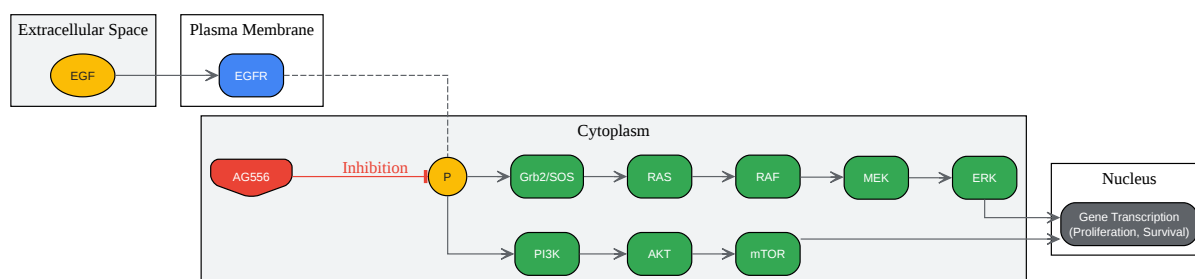 Extracellular Space
Plasma Membrane
EGF
EGFR
Cytoplasm
AG556
Inhibition
P
Grb2/SOS
RAS
RAF
MEK
ERK
Nucleus
Gene Transcription
(Proliferation, Survival)
PI3K
AKT
mTOR